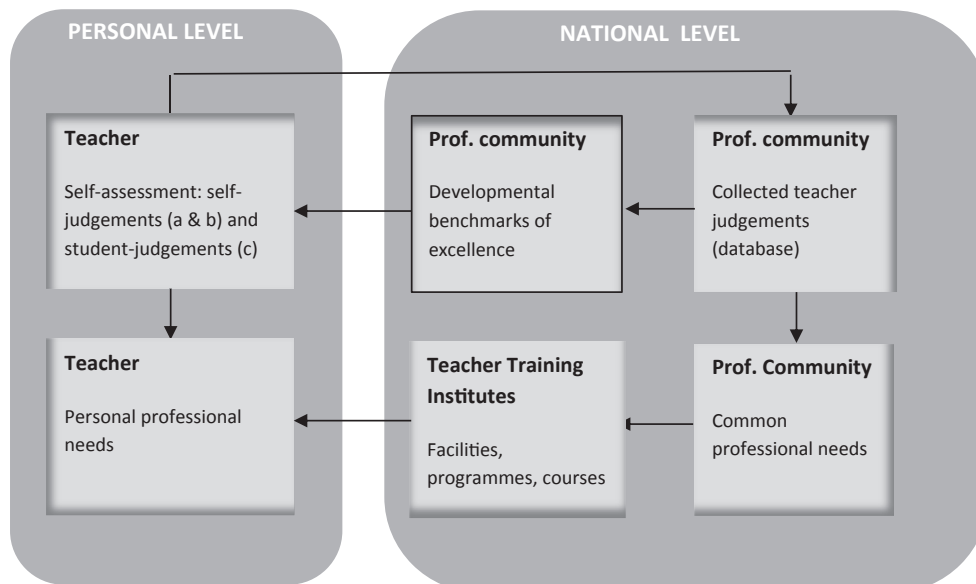 PERSONAL LEVEL
NATIONAL LEVEL
Teacher
Self-assessment: self-
judgements (a & b) and
student-judgements (c)
Prof. community
Developmental
benchmarks of
excellence
Prof. community
Collected teacher
judgements
(database)
Teacher
Personal professional
needs
Teacher Training
Institutes
Facilities,
programmes, courses
Prof. Community
Common
professional needs